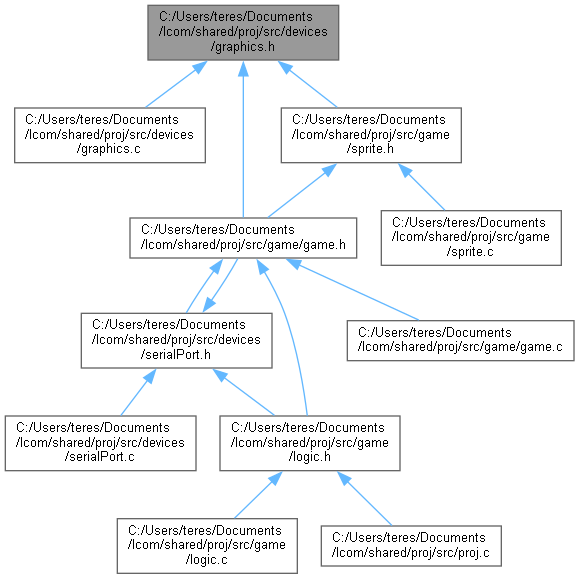 C:/Users/teres/Documents
/lcom/shared/proj/src/devices
/graphics.h
C:/Users/teres/Documents
/lcom/shared/proj/src/devices
/graphics.c
C:/Users/teres/Documents
/lcom/shared/proj/src/game
/sprite.h
C:/Users/teres/Documents
/lcom/shared/proj/src/game/game.h
C:/Users/teres/Documents
/lcom/shared/proj/src/game
/sprite.c
C:/Users/teres/Documents
/lcom/shared/proj/src/devices
/serialPort.h
C:/Users/teres/Documents
/lcom/shared/proj/src/game/game.c
C:/Users/teres/Documents
/lcom/shared/proj/src/devices
/serialPort.c
C:/Users/teres/Documents
/lcom/shared/proj/src/game
/logic.h
C:/Users/teres/Documents
/lcom/shared/proj/src/game
/logic.c
C:/Users/teres/Documents
/lcom/shared/proj/src/proj.c